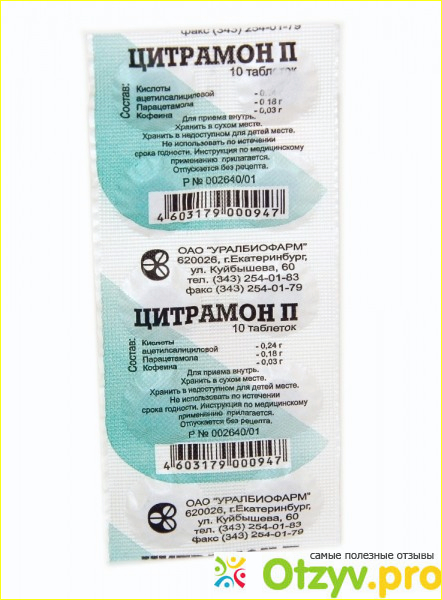 факс (343) 254-01-79
ЦИТРАМОН П
10 таблеток
Состав:
Кислоты
ацетилсалициловой
Парацетамола - 0,18 г
Кофеина - 0,03 г
Для приема внутрь.
Хранить в сухом месте.
Хранить в недоступном для детей месте.
Не использовать по истечении
срока годности. Инструкция по медицинскому
применению прилагается.
Отпускается без рецепта.
Р № 002640/01
4 603179 000947
ОАО "УРАЛБИОФАРМ"
620026, г.Екатеринбург,
ул. Куйбышева, 60
тел. (343) 254-01-83
факс (343) 254-01-79
ЦИТРАМОН П
10 таблеток
Состав:
Кислоты
ацетилсалициловой - 0,24 г
Парацетамола - 0,18 г
Кофеина - 0,03 г
Для приема внутрь.
Хранить в сухом месте.
Хранить в недоступном для детей месте.
Не использовать по истечении
срока годности. Инструкция по медицинскому
применению прилагается.
Отпускается без рецепта.
Р № 002640/01
4 603179 000947
ОАО "УРАЛБИОФАРМ"
620026, г.Екатеринбург,
ул. Куйбышева, 60
тел. (343) 254-01-83
факс (343) 254-01-79
самые полезные отзывы
Otzyv.pro